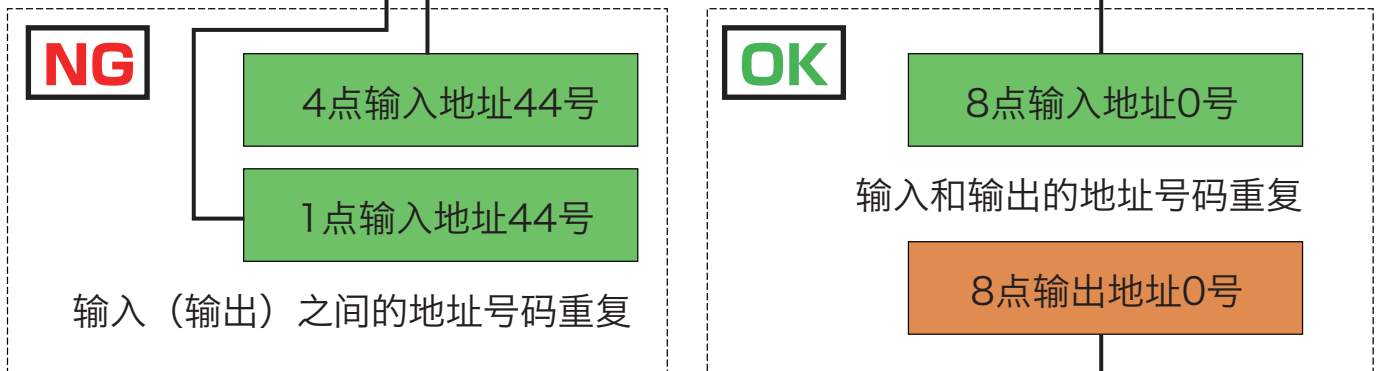 NG
4点输入地址44号
1点输入地址44号
输入（输出）之间的地址号码重复
OK
8点输入地址0号
输入和输出的地址号码重复
8点输出地址0号